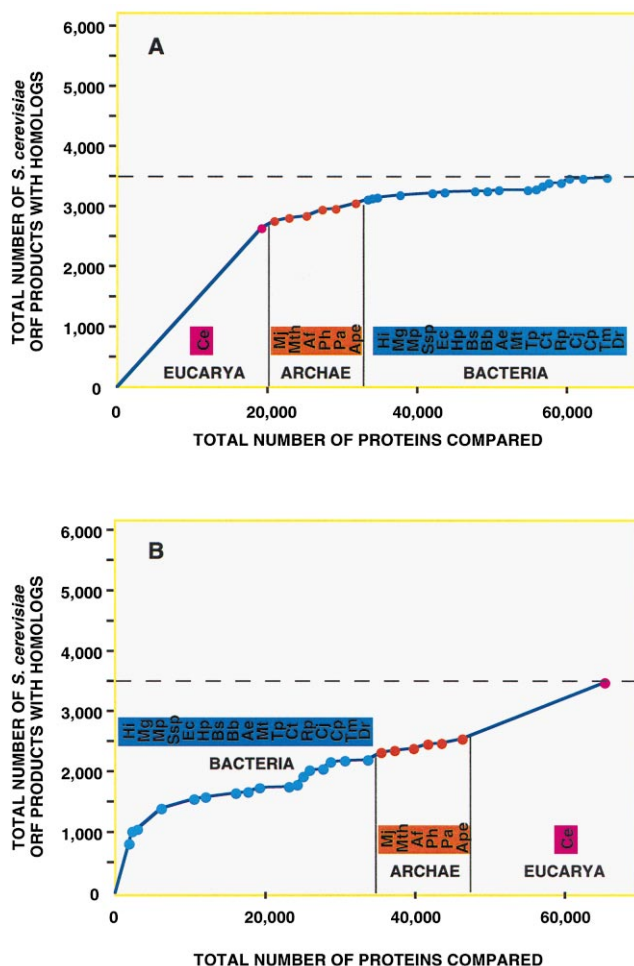 A
TOTAL NUMBER OF S. cerevisiae
ORF PRODUCTS WITH HOMOLOGS
6,000
5,000
4,000
3,000
2,000
1,000
0
Ce
Mj
Mth
Af
Ph
Pa
Ape
Hi
Mg
Mp
Ssp
Ec
Hp
Bs
Bb
Ae
Mt
Tp
Ct
Rp
Cj
Cp
Tm
Dr
EUCARYA
ARCHAE
BACTERIA
0
20,000
40,000
60,000
TOTAL NUMBER OF PROTEINS COMPARED
B
TOTAL NUMBER OF S. cerevisiae
ORF PRODUCTS WITH HOMOLOGS
6,000
5,000
4,000
3,000
2,000
1,000
0
Hi
Mg
Mp
Ssp
Ec
Hp
Bs
Bb
Ae
Mt
Tp
Ct
Rp
Cj
Cp
Tm
Dr
BACTERIA
Mj
Mth
Af
Ph
Pa
Ape
Ce
ARCHAE
EUCARYA
0
20,000
40,000
60,000
TOTAL NUMBER OF PROTEINS COMPARED